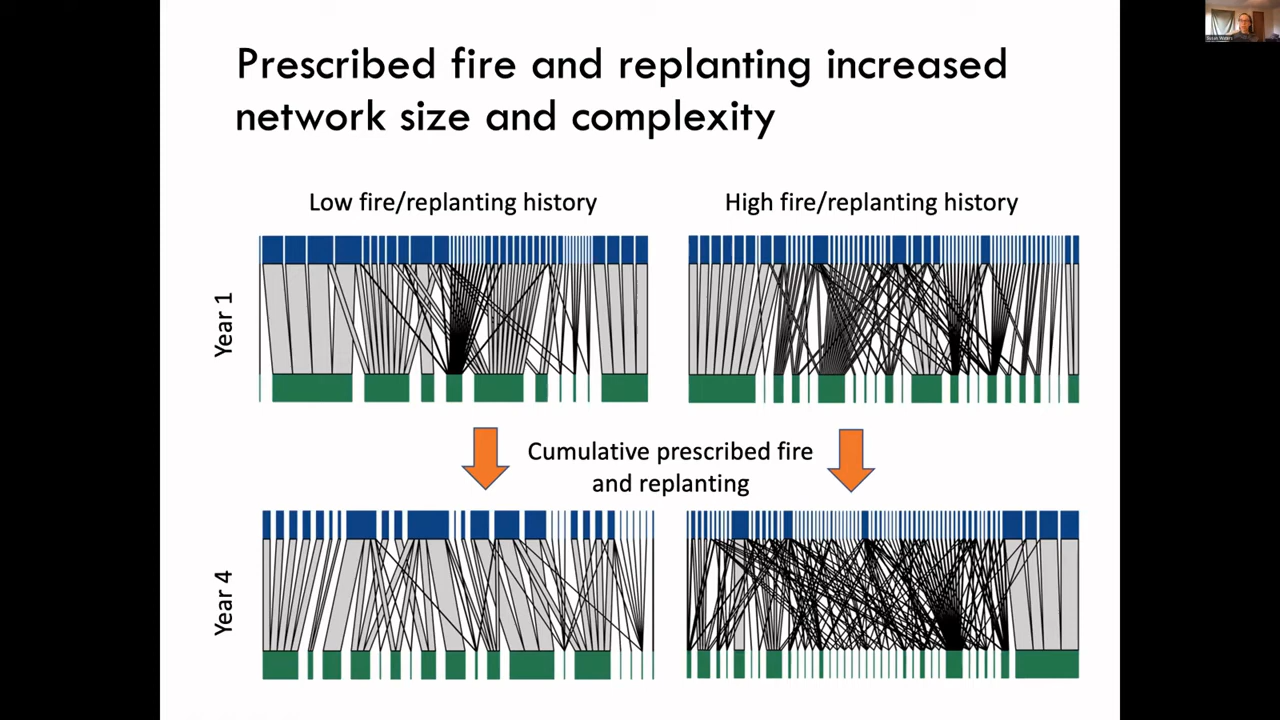 Prescribed fire and replanting increased
network size and complexity
Low fire/replanting history
High fire/replanting history
Year 1
Cumulative prescribed fire
and replanting
Year 4